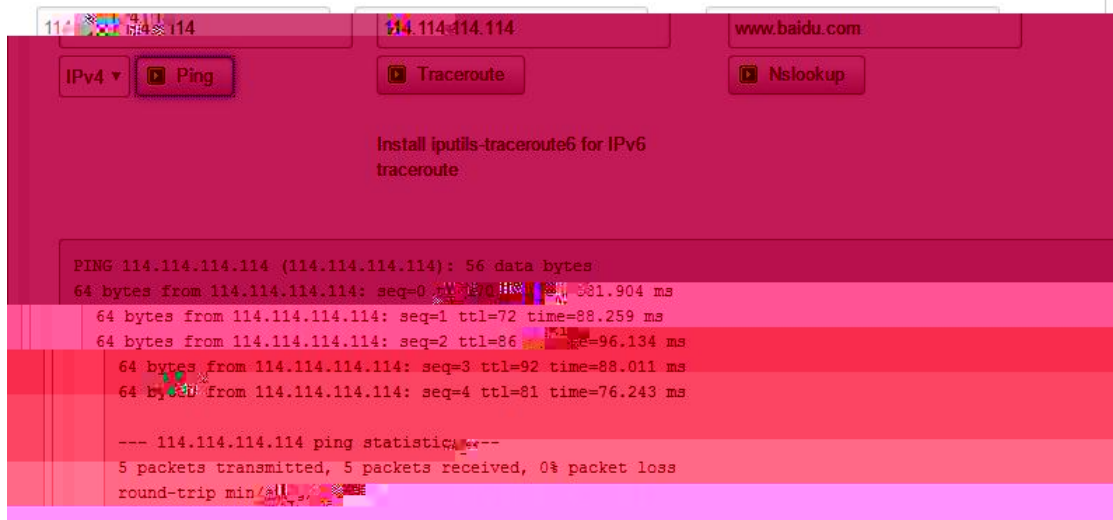 114.114.114.114
www.baidu.com
IPv4 Ping
Traceroute
Nslookup
Install iputils-traceroute6 for IPv6
traceroute
PING 114.114.114.114 (114.114.114.114): 56 data bytes
64 bytes from 114.114.114.114: seq=0 ms
64 bytes from 114.114.114.114: seq=1 ttl=72 time=88.259 ms
64 bytes from 114.114.114.114: seq=2 ttl=86 ms
64 bytes from 114.114.114.114: seq=3 ttl=92 time=88.011 ms
64 from 114.114.114.114: seq=4 ttl=81 time=76.243 ms
--- 114.114.114.114 ping
5 packets transmitted, 5 packets received, 0% packet loss
round-trip